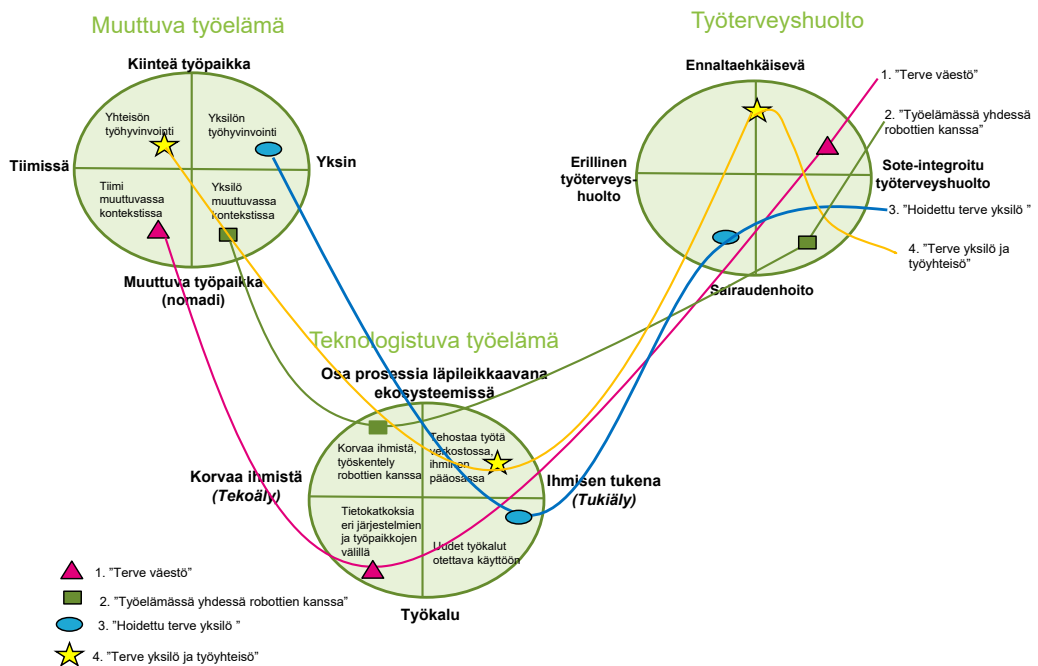 Muuttuva työelämä
Kiinteä työpaikka
Yhteisön
työhyvinvointi
Yksilön
työhyvinvointi
Tiimissä
Yksin
Tiimi
muuttuvassa
kontekstissa
Yksilö
muuttuvassa
kontekstissa
Muuttuva työpaikka
(nomadi)
Työterveyshuolto
Ennaltaehkäisevä
1. ”Terve väestö”
2. ”Työelämässä yhdessä
robottien kanssa”
Erillinen
työterveys-
huolto
Sote-integroitu
työterveyshuolto
3. ”Hoidettu terve yksilö ”
4. ”Terve yksilö ja
työyhteisö”
Sairaudenhoito
Teknologistuva työelämä
Osa prosessia läpileikkaavana
ekosysteemissä
Korvaa ihmistä,
työskentely
robottien kanssa
Tehostaa työtä
verkostossa,
ihminen
pääosassa
Korvaa ihmistä
(Tekoäly)
Ihmisen tukena
(Tukiäly)
Tietokatkoksia
eri järjestelmien
ja työpaikkojen
välillä
Uudet työkalut
otettava käyttöön
Työkalu
1. ”Terve väestö”
2. ”Työelämässä yhdessä robottien kanssa”
3. ”Hoidettu terve yksilö ”
4. ”Terve yksilö ja työyhteisö”